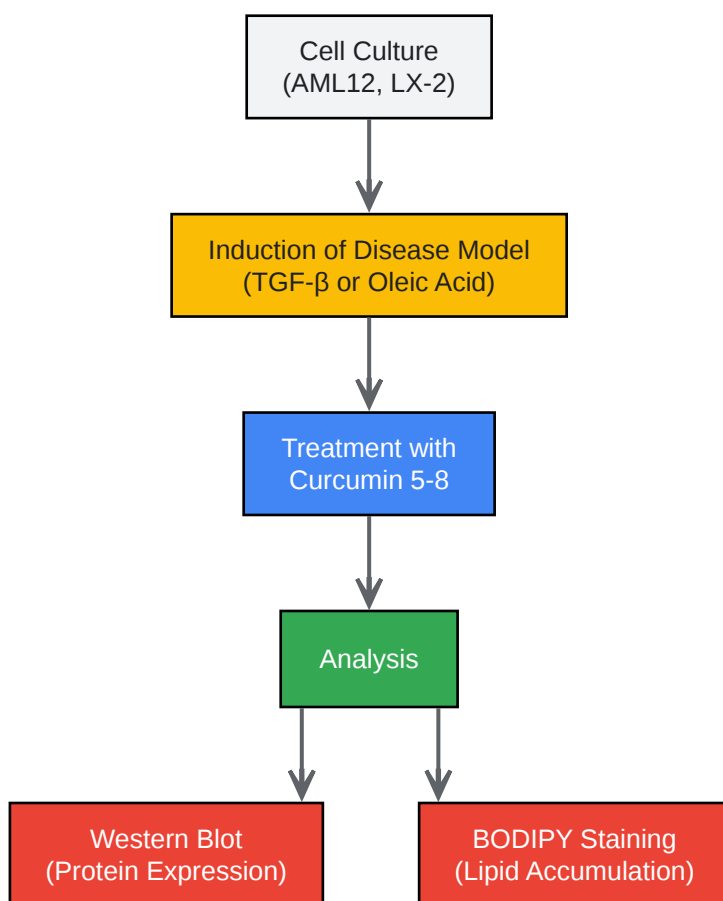 Cell Culture
(AML12, LX-2)
Induction of Disease Model
(TGF-β or Oleic Acid)
Treatment with
Curcumin 5-8
Analysis
Western Blot
(Protein Expression)
BODIPY Staining
(Lipid Accumulation)